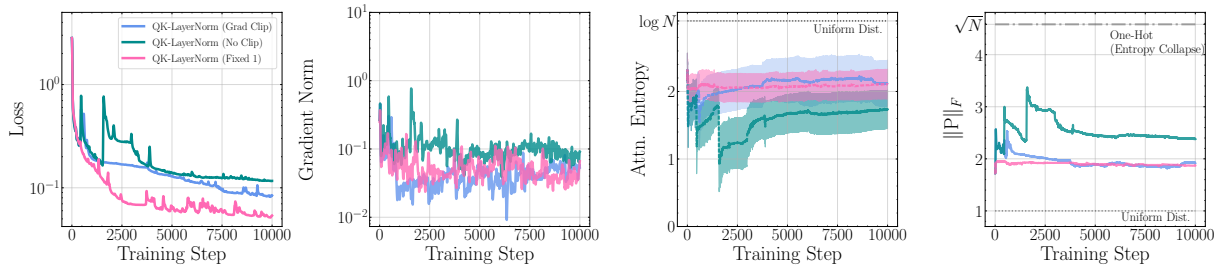 Loss
10^0
10^{-1}
QK-LayerNorm (Grad Clip)
QK-LayerNorm (No Clip)
QK-LayerNorm (Fixed 1)
0 2500 5000 7500 10000
Training Step
Gradient Norm
10^1
10^0
10^{-1}
10^{-2}
0 2500 5000 7500 10000
Training Step
Attn. Entropy
log N
Uniform Dist.
2
1
0
0 2500 5000 7500 10000
Training Step
||P||_F
√N
One-Hot
(Entropy Collapse)
4
3
2
1
Uniform Dist.
0 2500 5000 7500 10000
Training Step